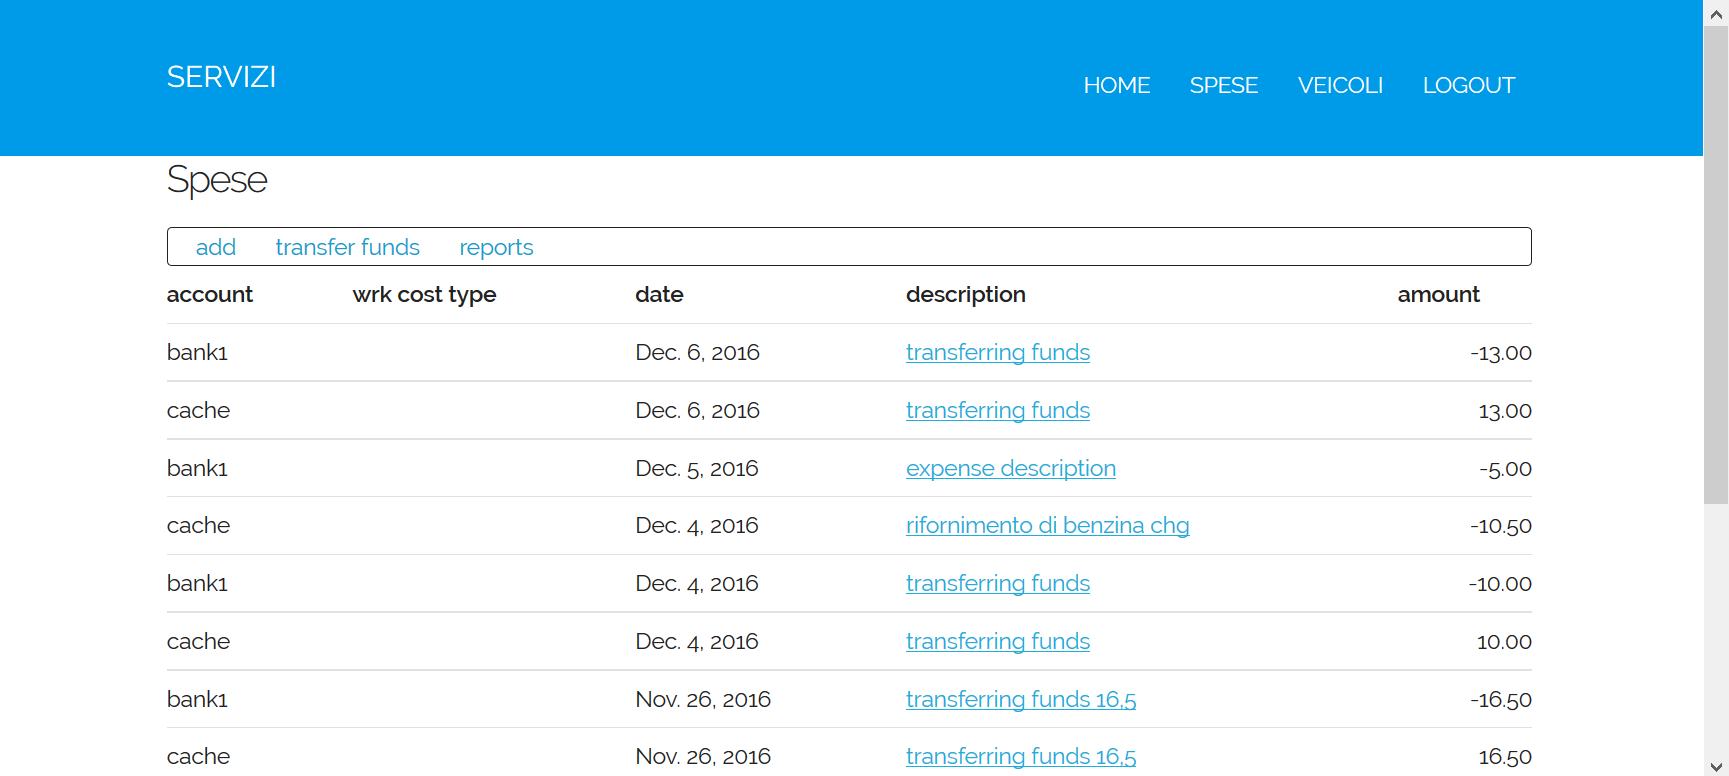 SERVIZI
HOME SPESE VEICOLI LOGOUT
Spese
add transfer funds reports
account wrk cost type date description amount
bank1 Dec. 6, 2016 transferring funds -13.00
cache Dec. 6, 2016 transferring funds 13.00
bank1 Dec. 5, 2016 expense description -5.00
cache Dec. 4, 2016 rifornimento di benzina chg -10.50
bank1 Dec. 4, 2016 transferring funds -10.00
cache Dec. 4, 2016 transferring funds 10.00
bank1 Nov. 26, 2016 transferring funds 16,5 -16.50
cache Nov. 26, 2016 transferring funds 16,5 16.50